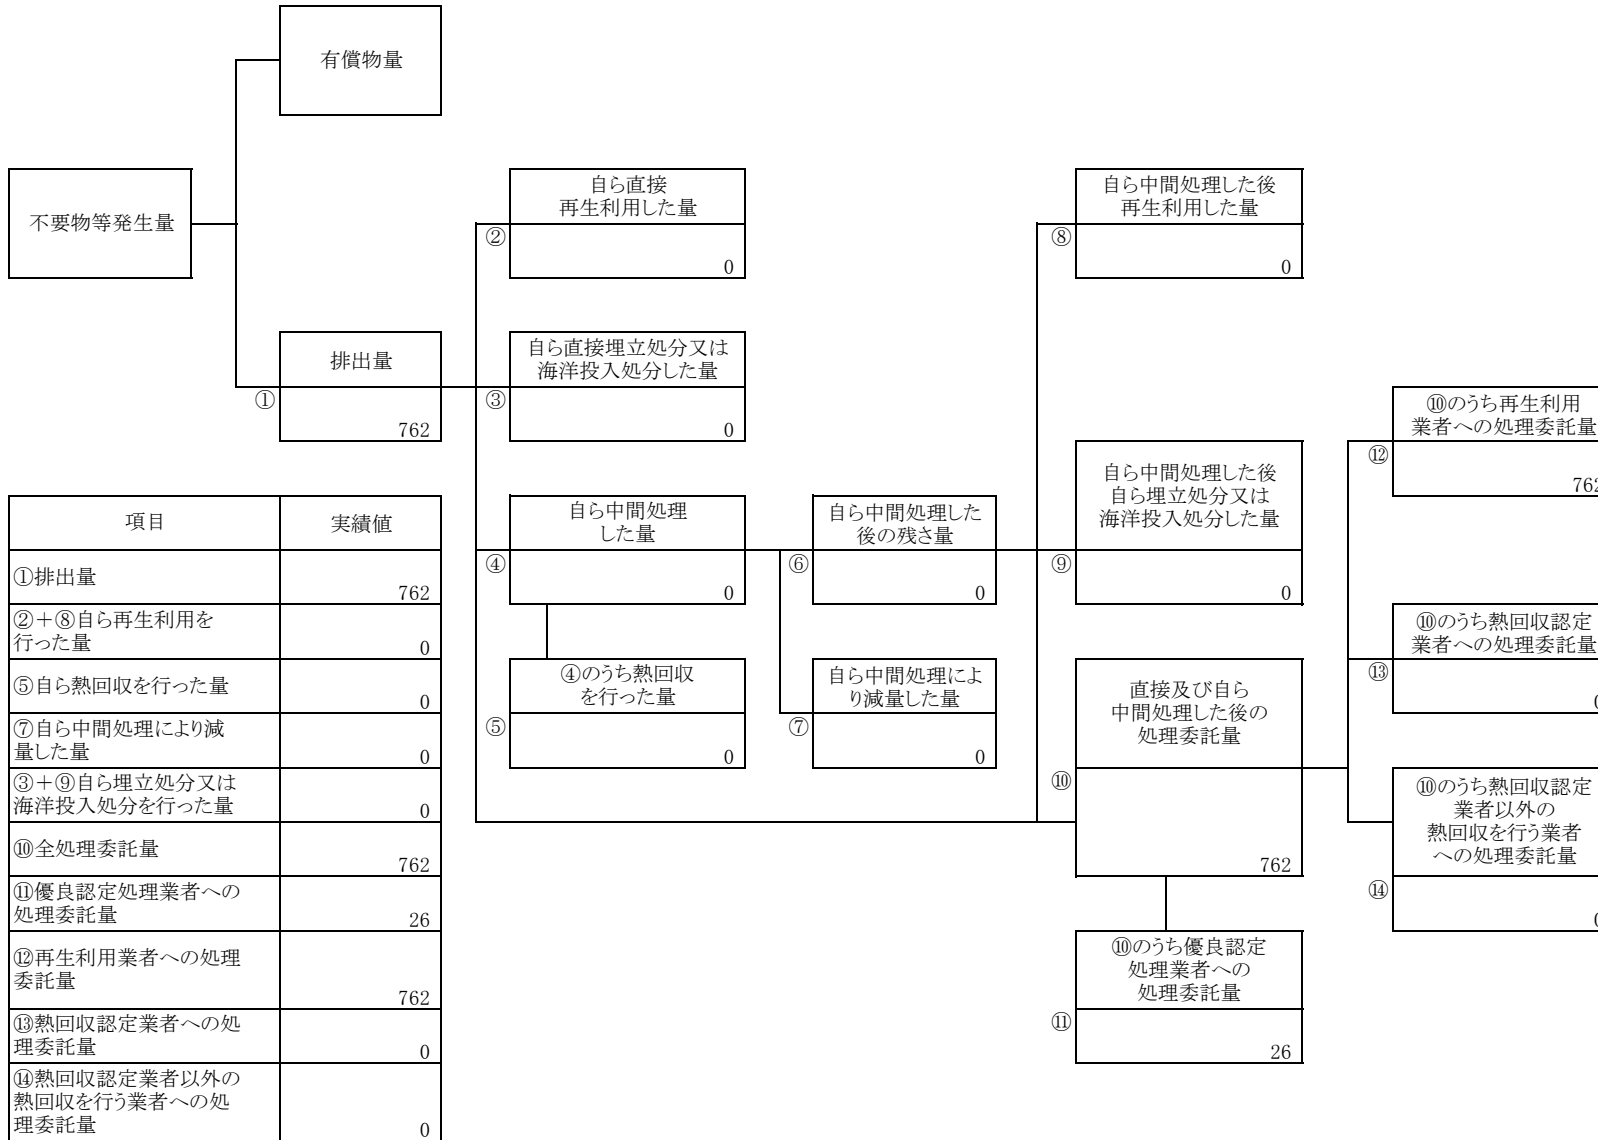 有償物量
不要物等発生量
自ら直接
再生利用した量
②
0
自ら中間処理した後
再生利用した量
⑧
0
排出量
①
762
自ら直接埋立処分又は
海洋投入処分した量
③
0
⑩のうち再生利用
業者への処理委託量
⑫
762
自ら中間処理
した量
④
0
自ら中間処理した
後の残さ量
⑥
0
自ら中間処理した後
自ら埋立処分又は
海洋投入処分した量
⑨
0
⑩のうち熱回収認定
業者への処理委託量
⑬
0
④のうち熱回収
を行った量
⑤
0
自ら中間処理によ
り減量した量
⑦
0
直接及び自ら
中間処理した後の
処理委託量
⑩
762
⑩のうち熱回収認定
業者以外の
熱回収を行う業者
への処理委託量
⑭
0
⑩のうち優良認定
処理業者への
処理委託量
⑪
26
項目 実績値
①排出量
762
②＋⑧自ら再生利用を
行った量
0
⑤自ら熱回収を行った量
0
⑦自ら中間処理により減
量した量
0
③＋⑨自ら埋立処分又は
海洋投入処分を行った量
0
⑩全処理委託量
762
⑪優良認定処理業者への
処理委託量
26
⑫再生利用業者への処理
委託量
762
⑬熱回収認定業者への処
理委託量
0
⑭熱回収認定業者以外の
熱回収を行う業者への処
理委託量
0